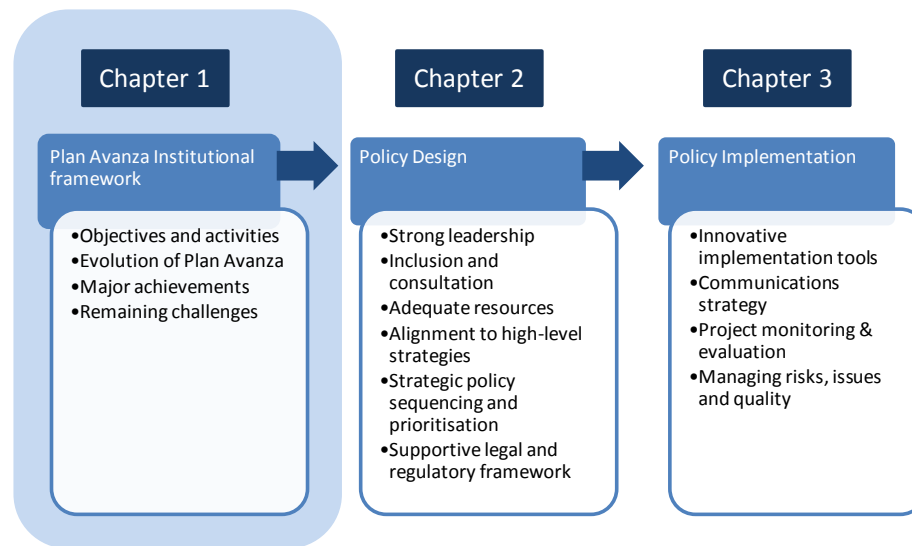 Chapter 1
Plan Avanza Institutional
framework
•Objectives and activities
•Evolution of Plan Avanza
•Major achievements
•Remaining challenges
Chapter 2
Policy Design
•Strong leadership
•Inclusion and
consultation
•Adequate resources
•Alignment to high-level
strategies
•Strategic policy
sequencing and
prioritisation
•Supportive legal and
regulatory framework
Chapter 3
Policy Implementation
•Innovative
implementation tools
•Communications
strategy
•Project monitoring &
evaluation
•Managing risks, issues
and quality